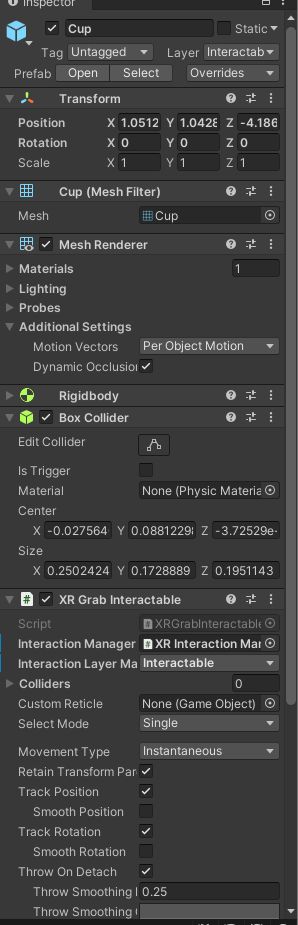 Inspector
Cup Static
Tag Untagged Layer Interactab
Prefab Open Select Overrides
Transform
Position X 1.0512 Y 1.0428 Z -4.186
Rotation X 0 Y 0 Z 0
Scale X 1 Y 1 Z 1
Cup (Mesh Filter)
Mesh Cup
Mesh Renderer
Materials 1
Lighting
Probes
Additional Settings
Motion Vectors Per Object Motion
Dynamic Occlusion
Rigidbody
Box Collider
Edit Collider
Is Trigger
Material None (Physic Materia
Center
X -0.027564 Y 0.0881229 Z -3.72529e-
Size
X 0.2502424 Y 0.1728889 Z 0.1951143
# XR Grab Interactable
Script # XRGrabInteractable
Interaction Manager # XR Interaction Man
Interaction Layer Ma Interactable
Colliders 0
Custom Reticle None (Game Object)
Select Mode Single
Movement Type Instantaneous
Retain Transform Par
Track Position
Smooth Position
Track Rotation
Smooth Rotation
Throw On Detach
Throw Smoothing 0.25
Throw Smoothing